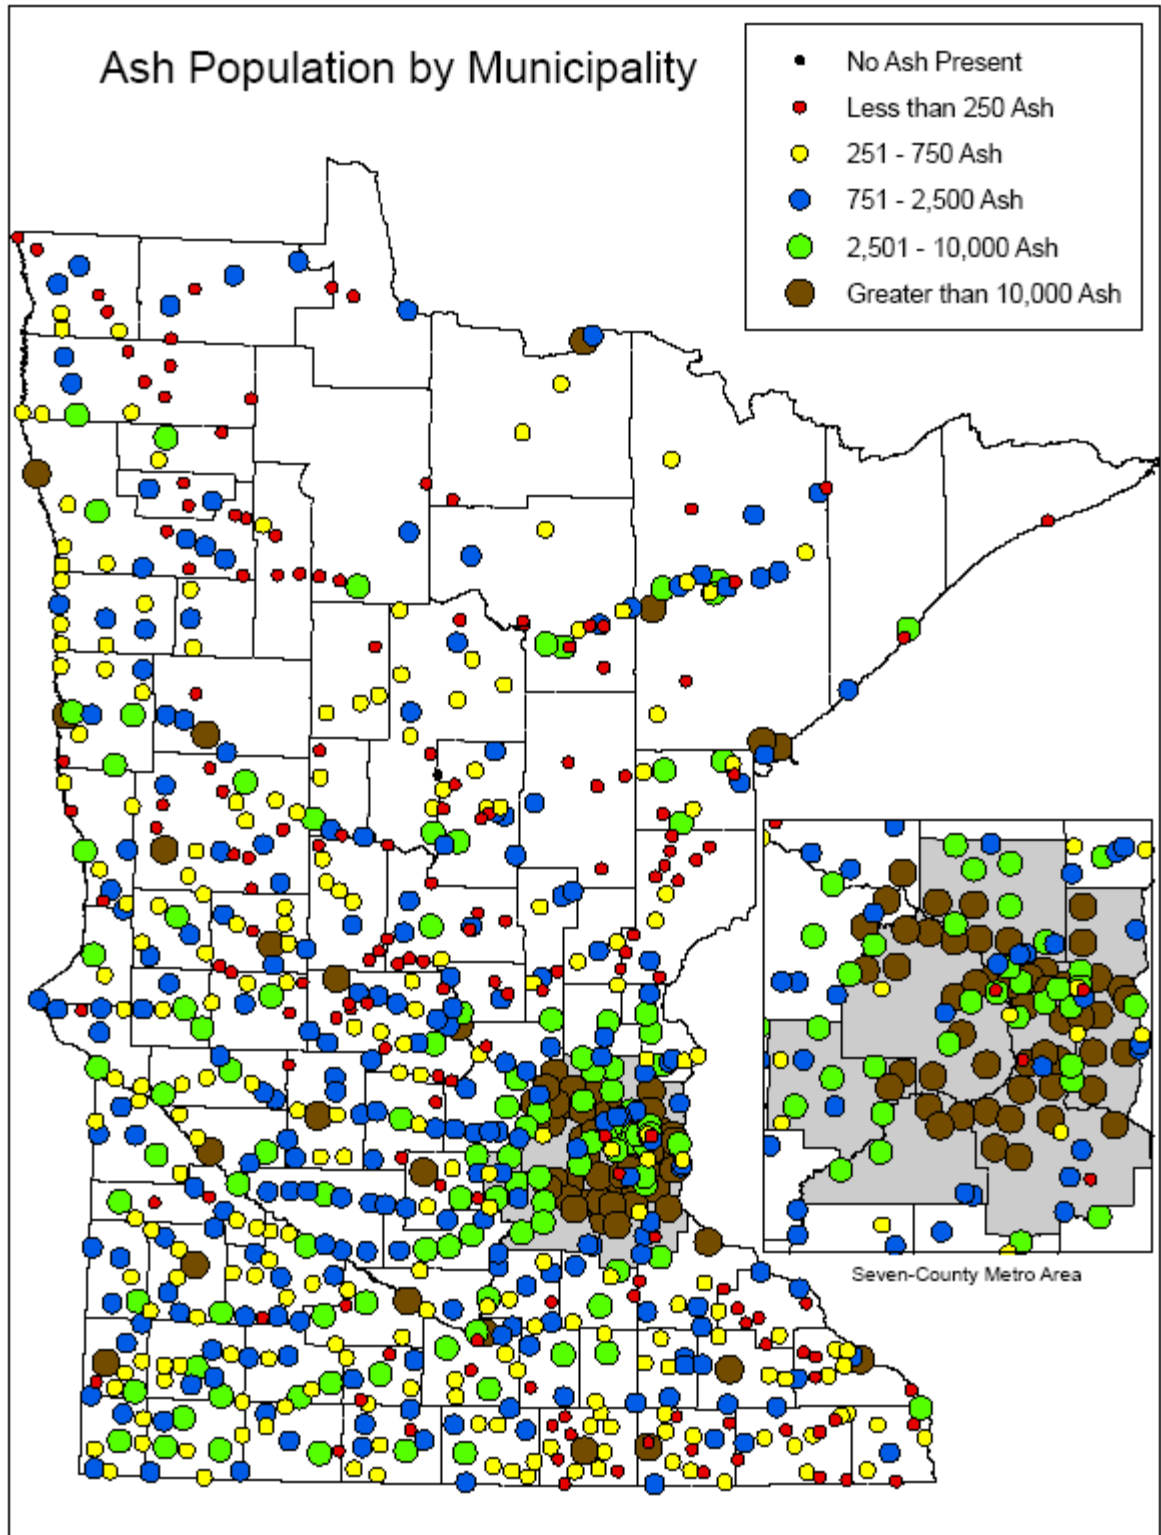 Ash Population by Municipality
No Ash Present
Less than 250 Ash
251 - 750 Ash
751 - 2,500 Ash
2,501 - 10,000 Ash
Greater than 10,000 Ash
Seven-County Metro Area